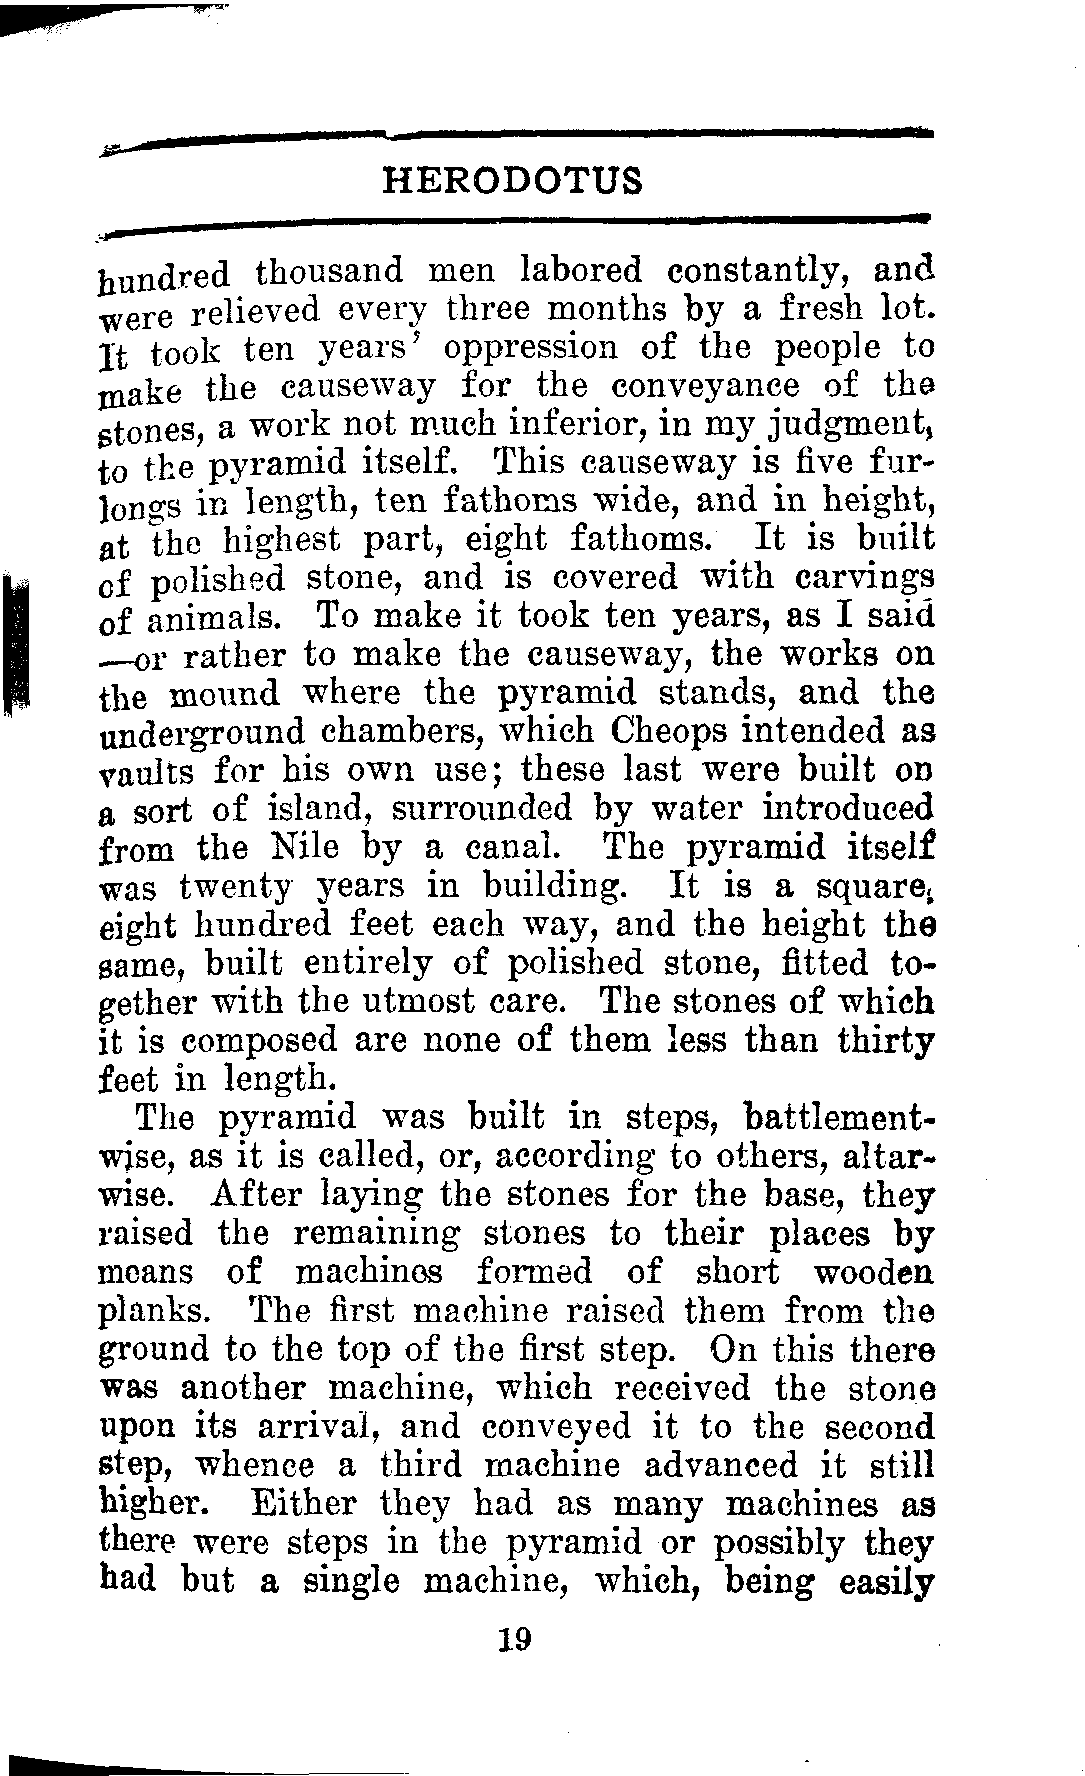 HERODOTUS
hundred thousand men labored constantly, and
were relieved every three months by a fresh lot.
It took ten years' oppression of the people to
make the causeway for the conveyance of the
stones, a work not much inferior, in my judgment,
to the pyramid itself. This causeway is five fur-
longs in length, ten fathoms wide, and in height,
at the highest part, eight fathoms. It is built
of polished stone, and is covered with carvings
of animals. To make it took ten years, as I said
—or rather to make the causeway, the works on
the mound where the pyramid stands, and the
underground chambers, which Cheops intended as
vaults for his own use; these last were built on
a sort of island, surrounded by water introduced
from the Nile by a canal. The pyramid itself
was twenty years in building. It is a square,
eight hundred feet each way, and the height the
same, built entirely of polished stone, fitted to-
gether with the utmost care. The stones of which
it is composed are none of them less than thirty
feet in length.
The pyramid was built in steps, battlement-
wise, as it is called, or, according to others, altar-
wise. After laying the stones for the base, they
raised the remaining stones to their places by
means of machines formed of short wooden
planks. The first machine raised them from the
ground to the top of the first step. On this there
was another machine, which received the stone
upon its arrival, and conveyed it to the second
step, whence a third machine advanced it still
higher. Either they had as many machines as
there were steps in the pyramid or possibly they
had but a single machine, which, being easily
19